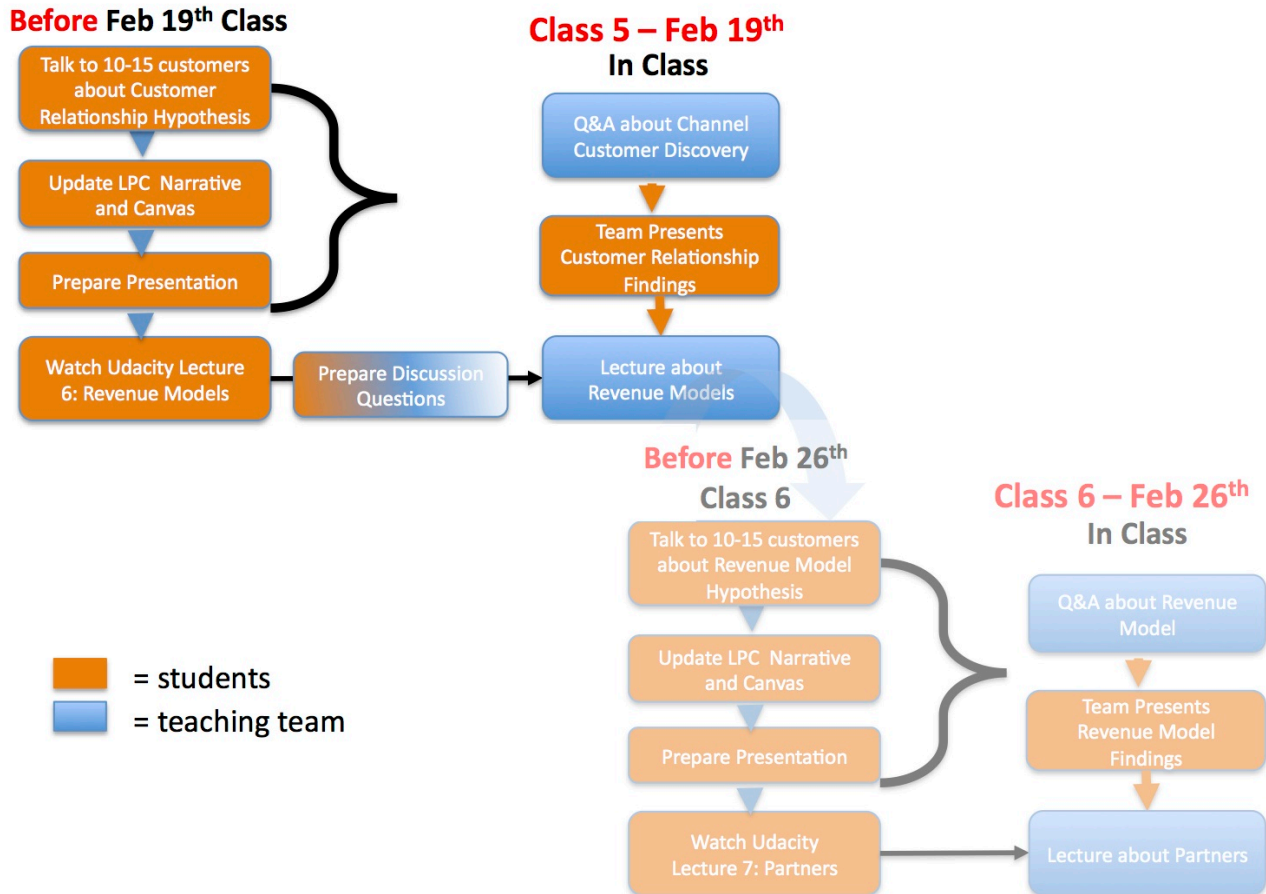 Before Feb 19th Class
Talk to 10-15 customers
about Customer
Relationship Hypothesis
Update LPC Narrative
and Canvas
Prepare Presentation
Watch Udacity Lecture
6: Revenue Models
Prepare Discussion
Questions
Class 5 – Feb 19th
In Class
Q&A about Channel
Customer Discovery
Team Presents
Customer Relationship
Findings
Lecture about
Revenue Models
Before Feb 26th
Class 6
Talk to 10-15 customers
about Revenue Model
Hypothesis
Update LPC Narrative
and Canvas
Prepare Presentation
Watch Udacity
Lecture 7: Partners
Class 6 – Feb 26th
In Class
Q&A about Revenue
Model
Team Presents
Revenue Model
Findings
Lecture about Partners
= students
= teaching team